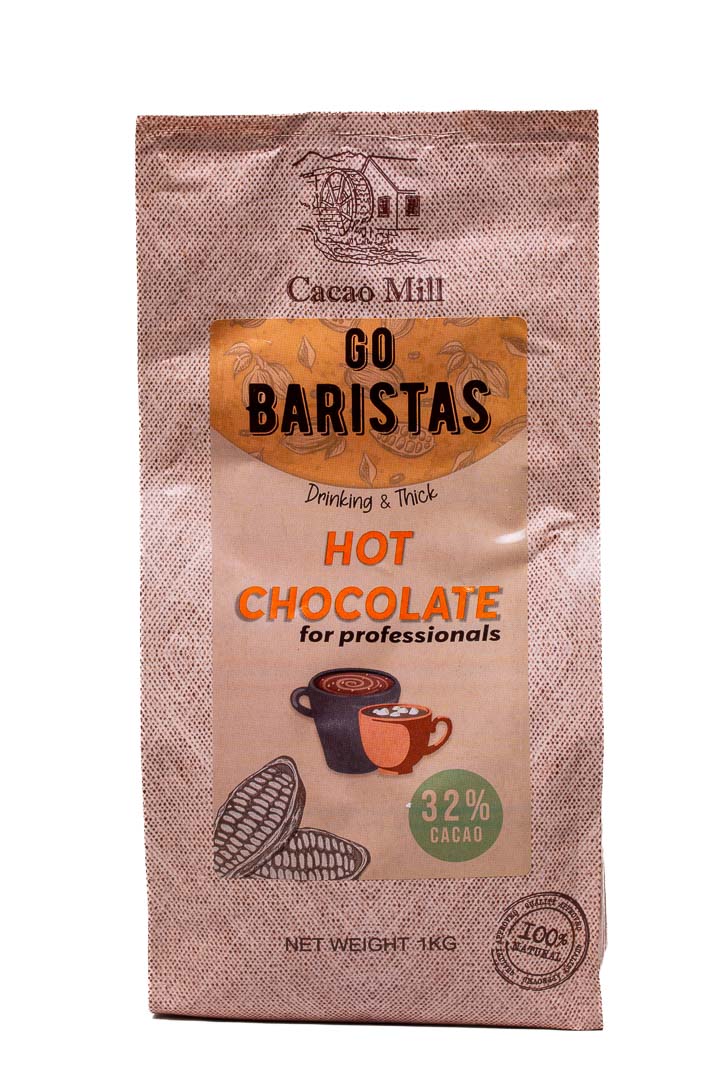 Cacao Mill
GO
BARISTAS
Drinking & Thick
HOT
CHOCOLATE
for professionals
32%
CACAO
NET WEIGHT 1KG
100%
NATURAL